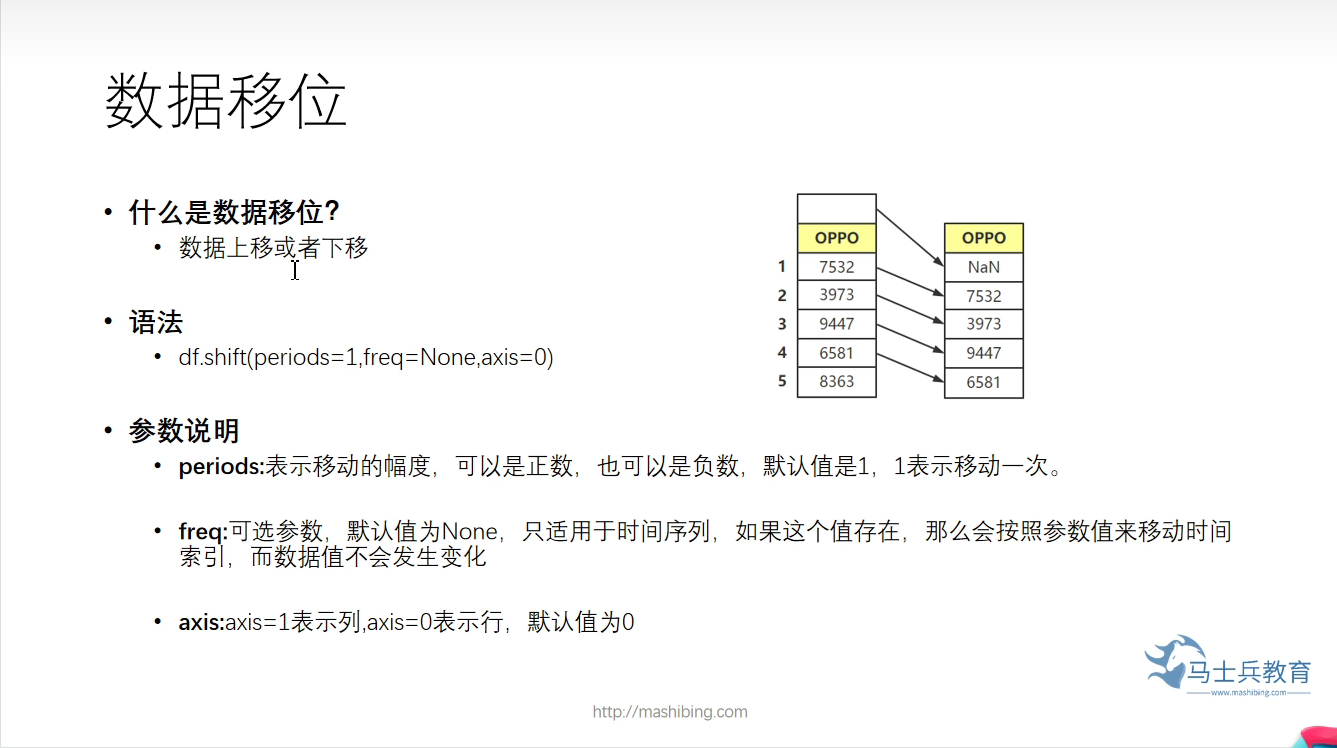 数据移位
• 什么是数据移位？
• 数据上移或者下移
• 语法
• df.shift(periods=1,freq=None,axis=0)
• 参数说明
• periods:表示移动的幅度，可以是正数，也可以是负数，默认值是1，1表示移动一次。
• freq:可选参数，默认值为None，只适用于时间序列，如果这个值存在，那么会按照参数值来移动时间
索引，而数据值不会发生变化
• axis:axis=1表示列,axis=0表示行，默认值为0
OPPO OPPO
1 7532 NaN
2 3973 7532
3 9447 3973
4 6581 9447
5 8363 6581
马士兵教育
www.mashibing.com
http://mashibing.com